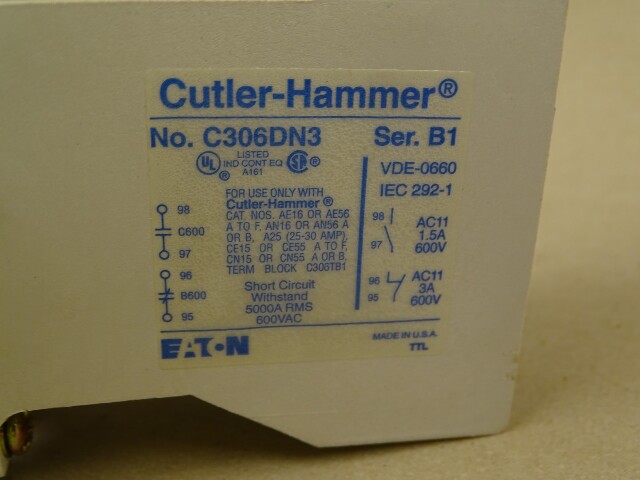 Cutler-Hammer®
No. C306DN3 Ser. B1
UL ® LISTED IND CONT EQ A161 SA ®
VDE-0660
IEC 292-1
FOR USE ONLY WITH
Cutler-Hammer®
CAT. NOS. AE16 OR AE56
A TO F, AN16 OR AN56 A
OR B, A25 (25-30 AMP),
CE15 OR CE55 A TO F,
CN15 OR CN55 A OR B,
TERM BLOCK C306TB1
Short Circuit
Withstand
5000A RMS
600VAC
98
C600
97
96
B600
95
98
97
AC11
1.5A
600V
96
95
AC11
3A
600V
EATON
MADE IN U.S.A.
TTL